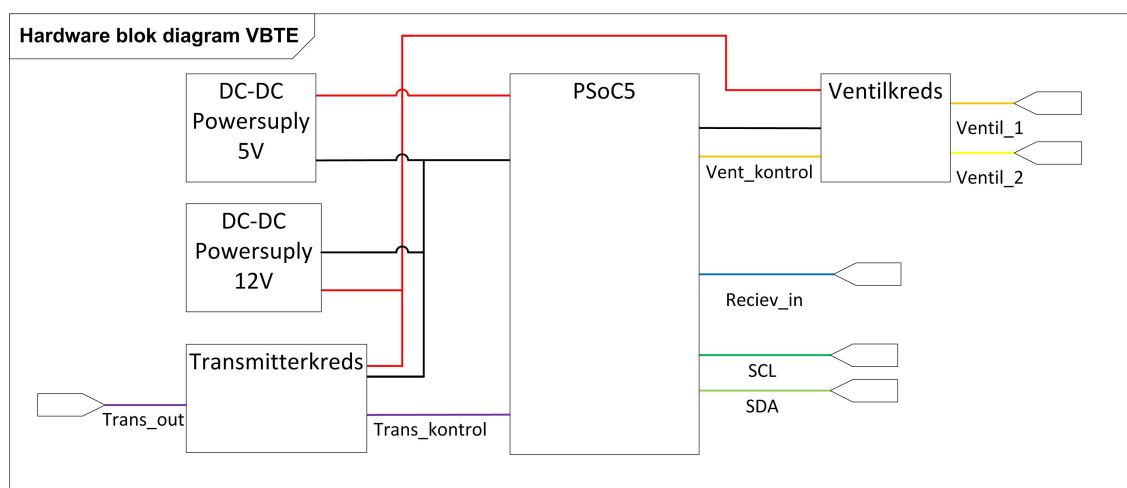 Hardware blok diagram VBTE
DC-DC
Powersuply
5V
PSoC5
Ventilkreds
Ventil_1
Ventil_2
Vent_kontrol
DC-DC
Powersuply
12V
Reciev_in
Transmitterkreds
SCL
SDA
Trans_out
Trans_kontrol